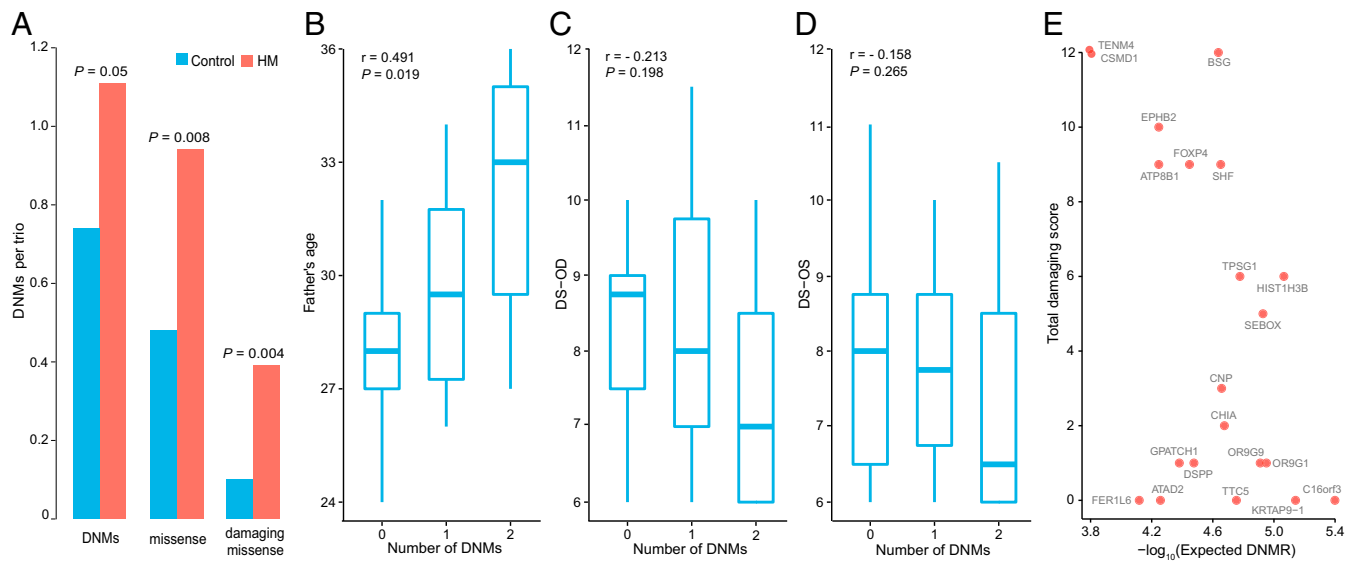 A
Control
HM
P = 0.05
P = 0.008
P = 0.004
DNMs per trio
1.2
1.0
0.8
0.6
0.4
0.2
0
DNMs
missense
damaging
missense
B
r = 0.491
P = 0.019
Father's age
36
33
30
27
24
0
1
2
Number of DNMs
C
r = - 0.213
P = 0.198
DS-OD
12
11
10
9
8
7
6
0
1
2
Number of DNMs
D
r = - 0.158
P = 0.265
DS-OS
12
11
10
9
8
7
6
0
1
2
Number of DNMs
E
Total damaging score
12
10
8
6
4
2
0
TENM4
CSMD1
BSG
EPHB2
FOXP4
ATP8B1
SHF
TPSG1
HIST1H3B
SEBOX
CNP
CHIA
GPATCH1
DSPP
OR9G9
OR9G1
FER1L6
ATAD2
TTC5
KRTAP9-1
C16orf3
3.8
4.2
4.6
5.0
5.4
−log10(Expected DNMR)